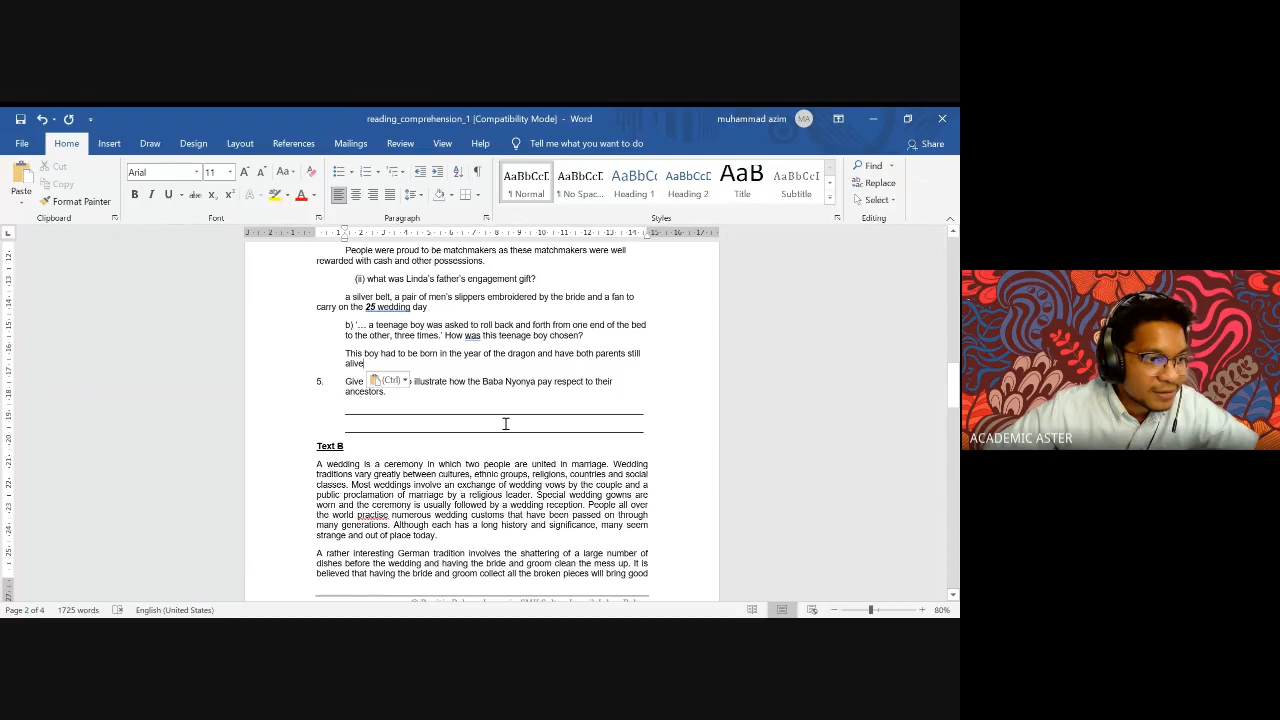 reading_comprehension_1 [Compatibility Mode] - Word
muhammad azim
MA
File Home Insert Draw Design Layout References Mailings Review View Help Tell me what you want to do
Share
Paste
Cut
Copy
Format Painter
Clipboard
Arial
11
Font
Paragraph
AaBbCcI AaBbCcI AaBbCcI AaBbCcI AaB AaBbCcI
¶ Normal ¶ No Spac... Heading 1 Heading 2 Title Subtitle
Styles
Find
Replace
Select
Editing
People were proud to be matchmakers as these matchmakers were well
rewarded with cash and other possessions.
(ii) what was Linda's father's engagement gift?
a silver belt, a pair of men's slippers embroidered by the bride and a fan to
carry on the 25 wedding day
b) '... a teenage boy was asked to roll back and forth from one end of the bed
to the other, three times.' How was this teenage boy chosen?
This boy had to be born in the year of the dragon and have both parents still
alive
(Ctrl)
5. Give illustrate how the Baba Nyonya pay respect to their
ancestors.
Text B
A wedding is a ceremony in which two people are united in marriage. Wedding
traditions vary greatly between cultures, ethnic groups, religions, countries and social
classes. Most weddings involve an exchange of wedding vows by the couple and a
public proclamation of marriage by a religious leader. Special wedding gowns are
worn and the ceremony is usually followed by a wedding reception. People all over
the world practise numerous wedding customs that have been passed on through
many generations. Although each has a long history and significance, many seem
strange and out of place today.
A rather interesting German tradition involves the shattering of a large number of
dishes before the wedding and having the bride and groom clean the mess up. It is
believed that having the bride and groom collect all the broken pieces will bring good
Page 2 of 4 1725 words English (United States)
80%
ACADEMIC ASTER